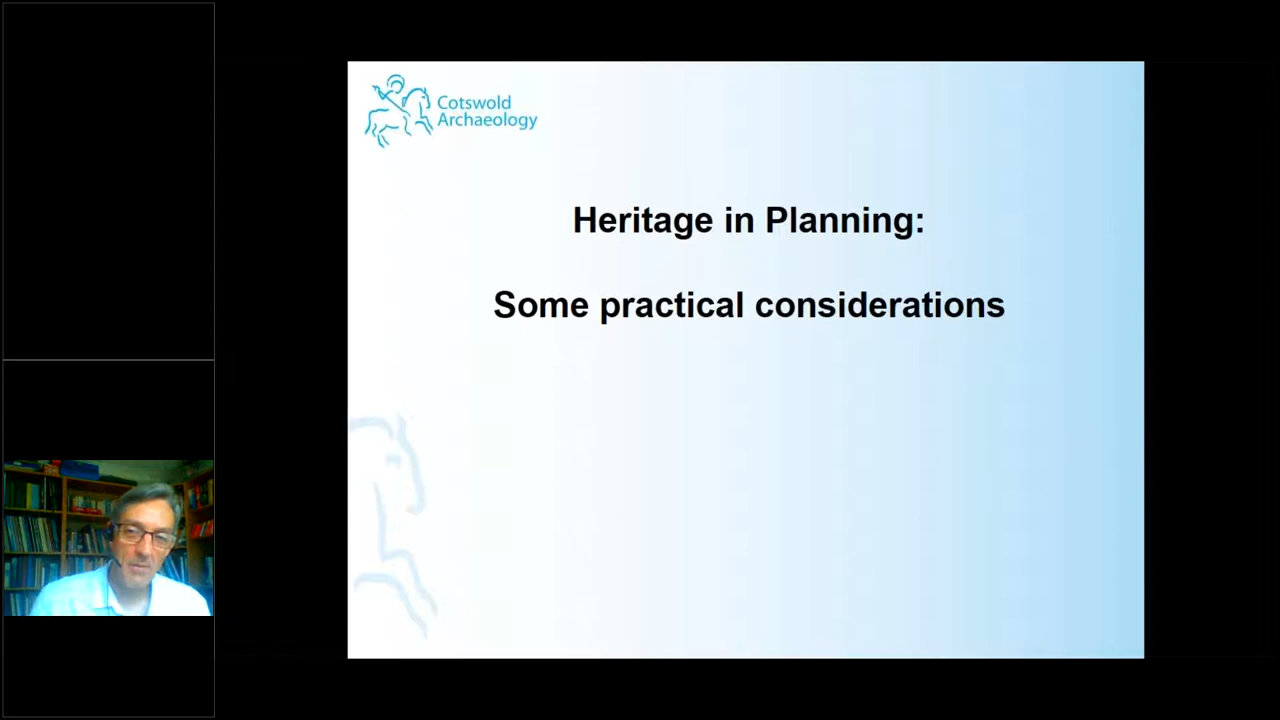 Cotswold
Archaeology
Heritage in Planning:
Some practical considerations